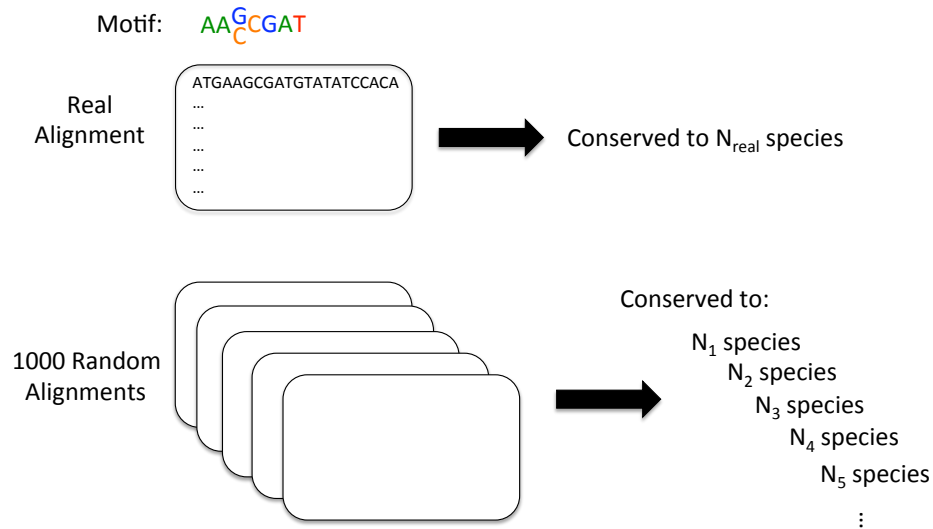 Motif: AAGCGAT
C
Real
Alignment
ATGAAGCGATGTATATCCACA
...
...
...
...
...
Conserved to Nreal species
1000 Random
Alignments
Conserved to:
N1 species
N2 species
N3 species
N4 species
N5 species
...